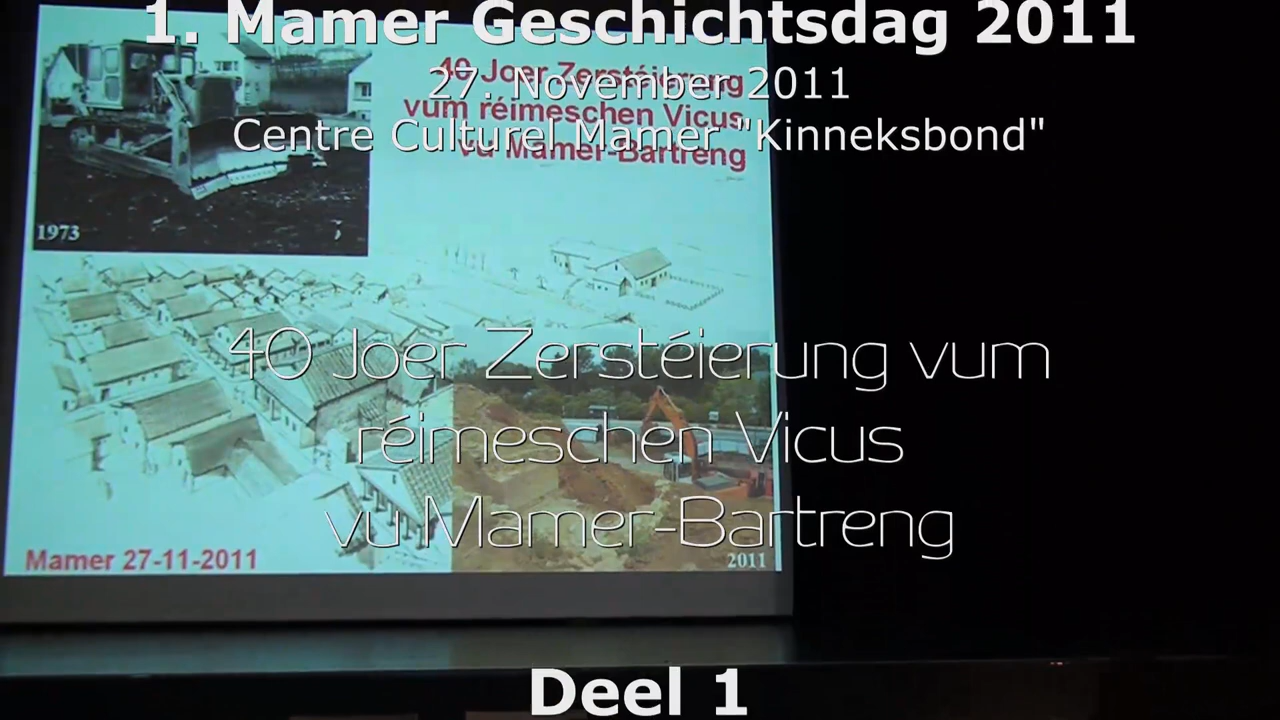 1. Mamer Geschichtsdag 2011
27. November 2011
Centre Culturel Mamer "Kinneksbond"
40 Joer Zerstéierung
vum réimeschen Vicus
vu Mamer-Bartreng
1973
40 Joer Zerstéierung vum
réimeschen Vicus
vu Mamer-Bartreng
Mamer 27-11-2011
2011
Deel 1